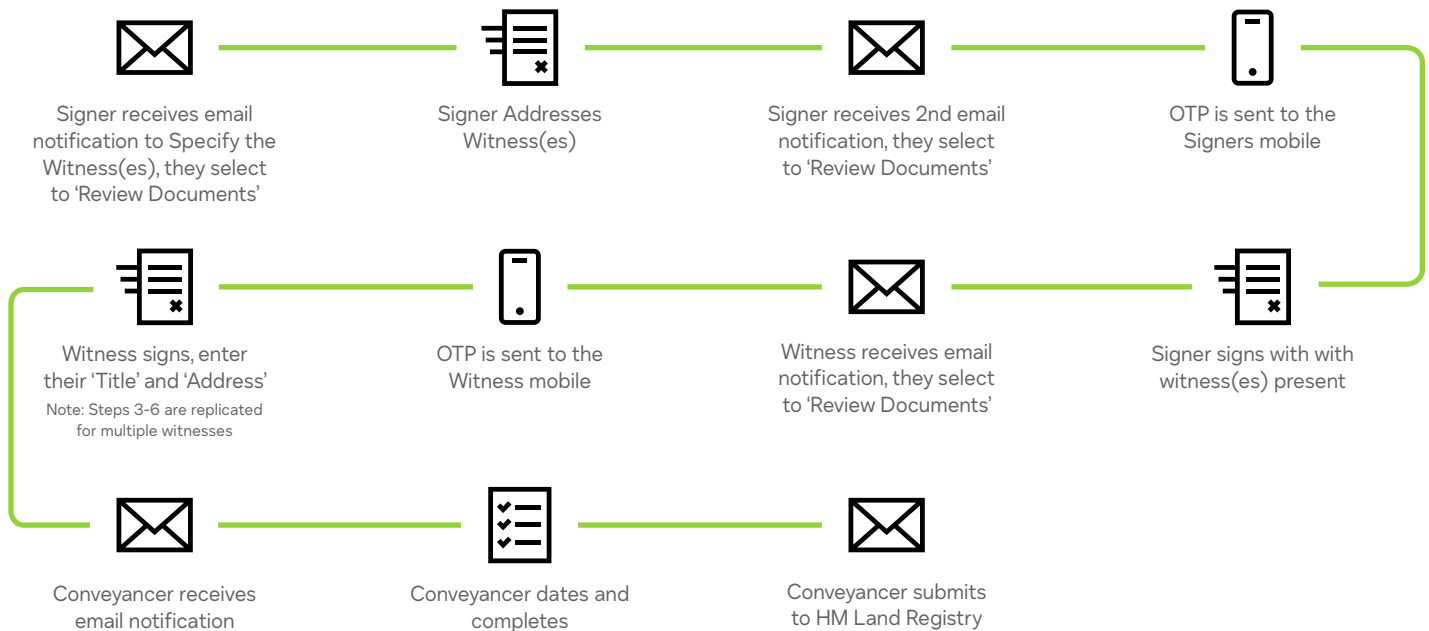 Signer receives email
notification to Specify the
Witness(es), they select
to ‘Review Documents’
Signer Addresses
Witness(es)
Signer receives 2nd email
notification, they select
to ‘Review Documents’
OTP is sent to the
Signers mobile
Witness signs, enter
their ‘Title’ and ‘Address’
Note: Steps 3-6 are replicated
for multiple witnesses
OTP is sent to the
Witness mobile
Witness receives email
notification, they select
to ‘Review Documents’
Signer signs with with
witness(es) present
Conveyancer receives
email notification
Conveyancer dates and
completes
Conveyancer submits
to HM Land Registry